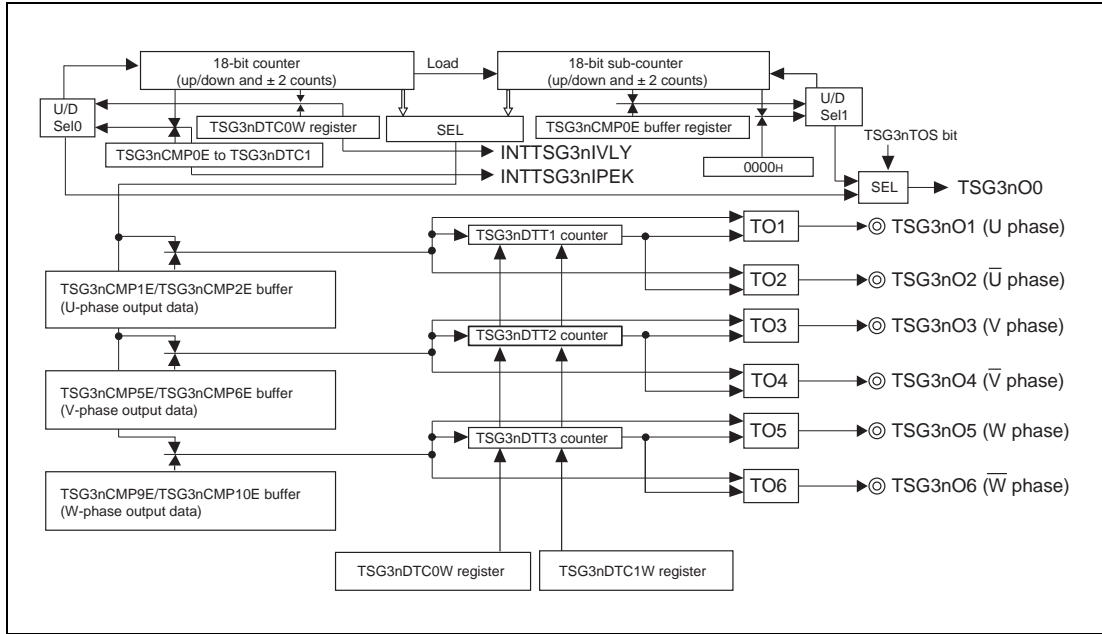 18-bit counter
(up/down and ± 2 counts)
Load
18-bit sub-counter
(up/down and ± 2 counts)
U/D
Sel0
U/D
Sel1
TSG3nDTC0W register
SEL
TSG3nCMP0E buffer register
TSG3nTOS bit
TSG3nCMP0E to TSG3nDTC1
INTTSG3nIVLY
INTTSG3nIPEK
0000H
SEL
TSG3nO0
TSG3nDTT1 counter
TO1
TSG3nO1 (U phase)
TSG3nCMP1E/TSG3nCMP2E buffer
(U-phase output data)
TO2
TSG3nO2 (U̅ phase)
TSG3nDTT2 counter
TO3
TSG3nO3 (V phase)
TSG3nCMP5E/TSG3nCMP6E buffer
(V-phase output data)
TO4
TSG3nO4 (V̅ phase)
TSG3nDTT3 counter
TO5
TSG3nO5 (W phase)
TSG3nCMP9E/TSG3nCMP10E buffer
(W-phase output data)
TO6
TSG3nO6 (W̅ phase)
TSG3nDTC0W register
TSG3nDTC1W register